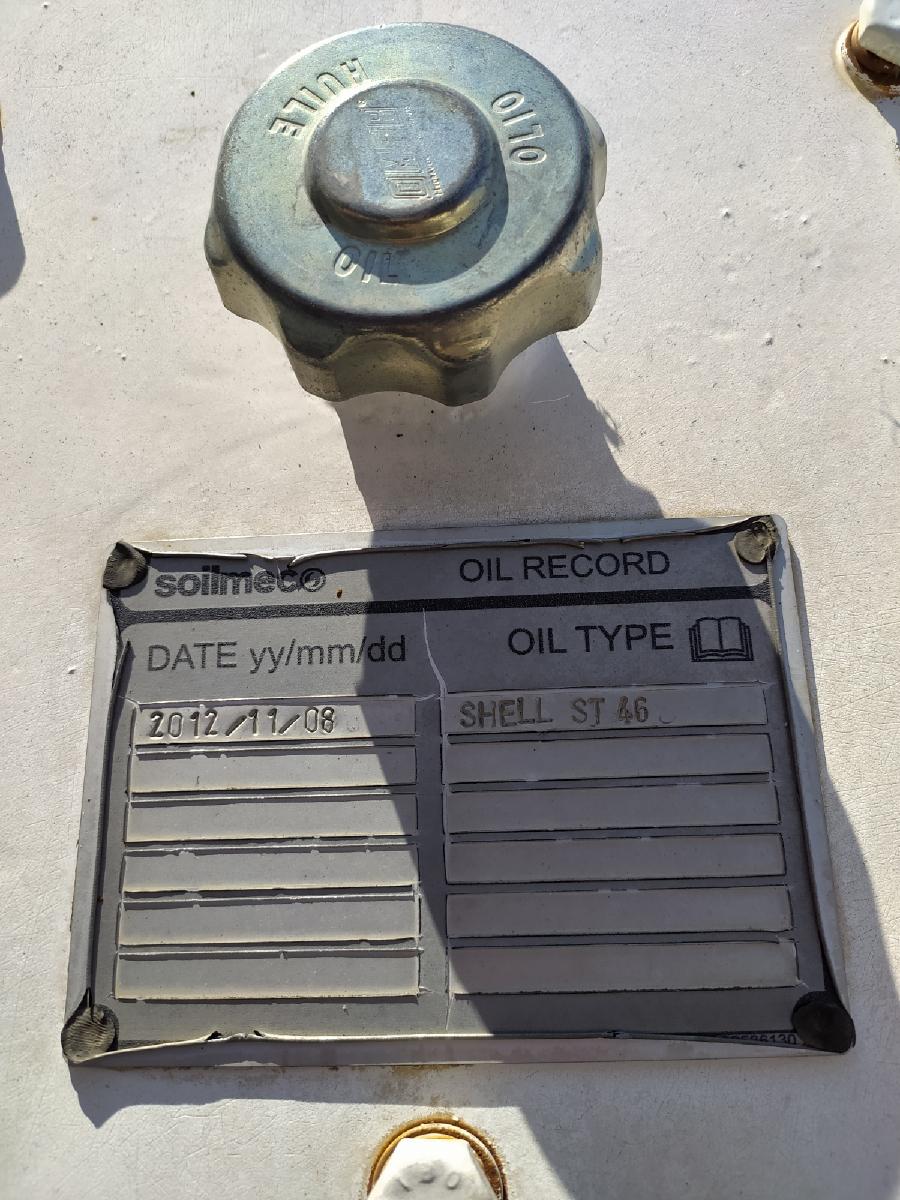 HUILE
OLIO
OIL
soilmec
OIL RECORD
DATE yy/mm/dd
OIL TYPE
2012/11/08
SHELL ST 46